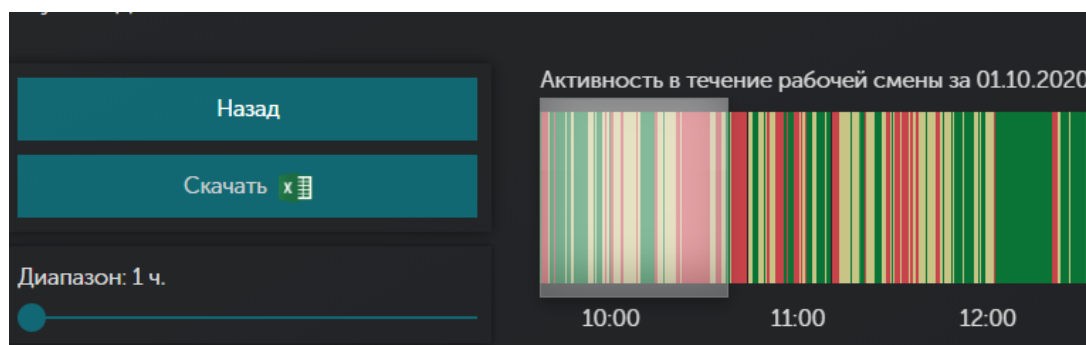 Назад
Скачать
Диапазон: 1 ч.
Активность в течение рабочей смены за 01.10.2020
10:00 11:00 12:00